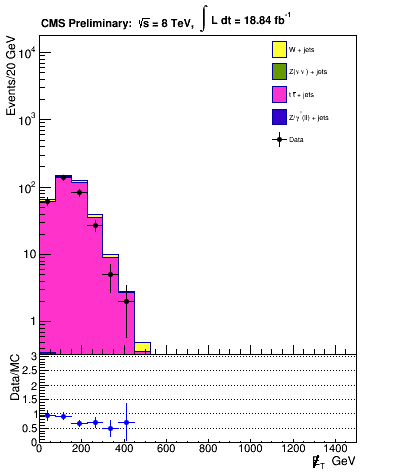 CMS Preliminary: √s = 8 TeV, ∫ L dt = 18.84 fb⁻¹
Events/20 GeV
10⁴
10³
10²
10
1
W + jets
Z(νν) + jets
t t̄ + jets
Z/γ*(ll) + jets
Data
Data/MC
3
2.5
2
1.5
1
0.5
0
0 200 400 600 800 1000 1200 1400
E̸T GeV